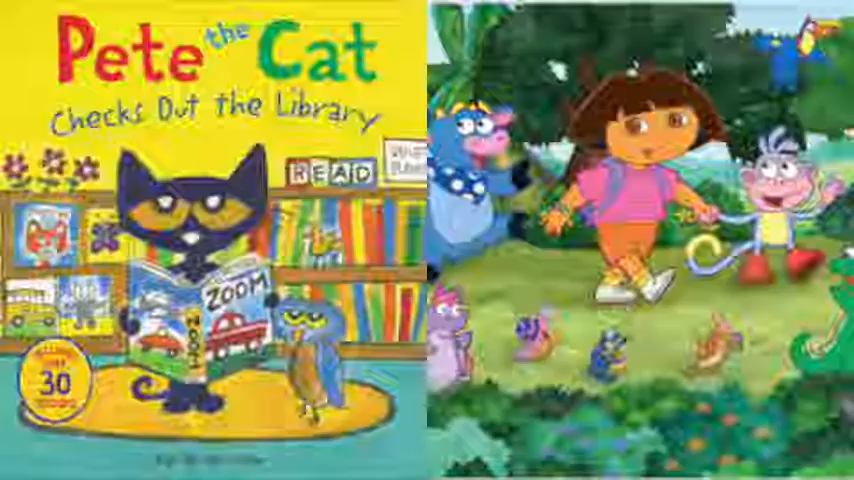 Pete the Cat
Checks Out the Library
READ
ZOOM
ZOOM
30